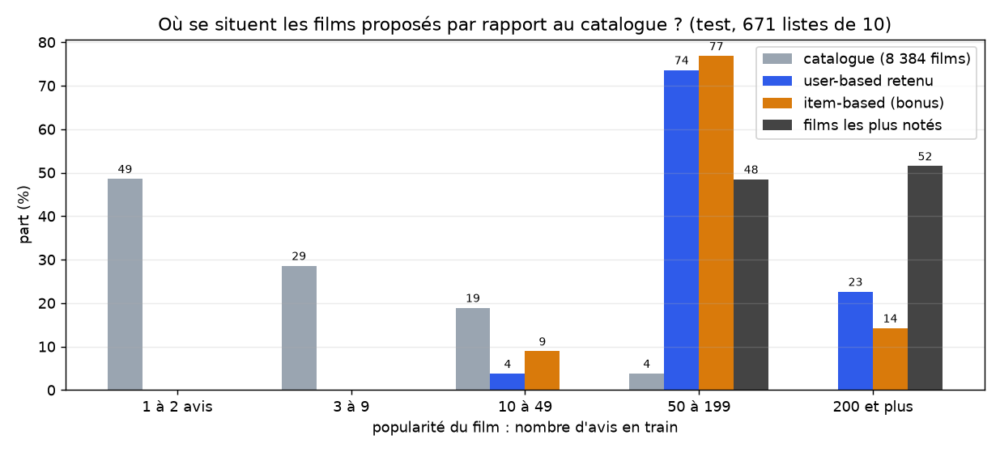 Où se situent les films proposés par rapport au catalogue ? (test, 671 listes de 10)
catalogue (8 384 films)
user-based retenu
item-based (bonus)
films les plus notés
part (%)
80
70
60
50
40
30
20
10
0
49
29
19
4
9
4
74
77
48
23
14
52
1 à 2 avis
3 à 9
10 à 49
50 à 199
200 et plus
popularité du film : nombre d'avis en train